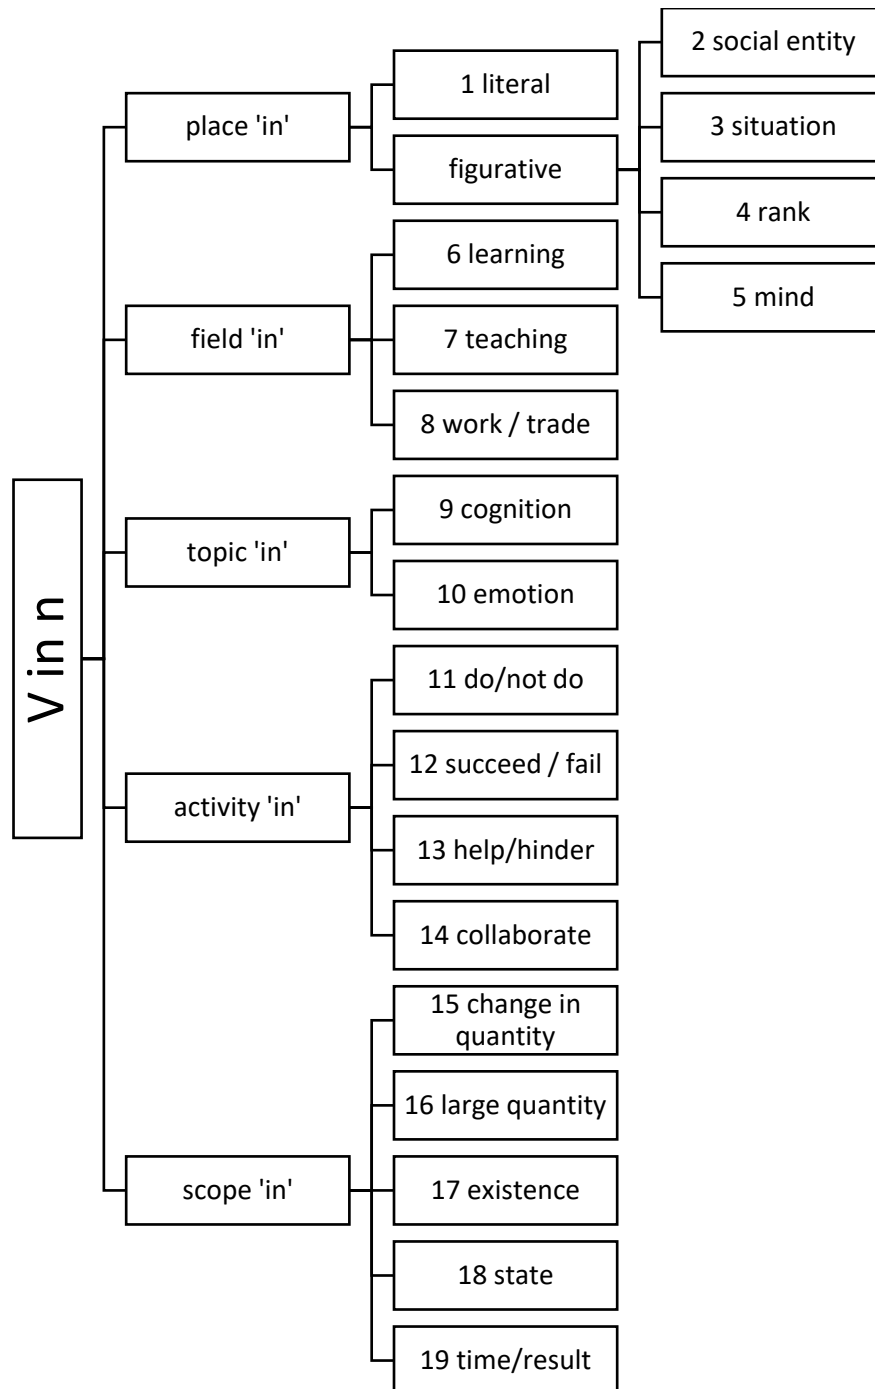 V in n
place 'in'
1 literal
figurative
2 social entity
3 situation
4 rank
5 mind
field 'in'
6 learning
7 teaching
8 work / trade
topic 'in'
9 cognition
10 emotion
activity 'in'
11 do/not do
12 succeed / fail
13 help/hinder
14 collaborate
scope 'in'
15 change in
quantity
16 large quantity
17 existence
18 state
19 time/result